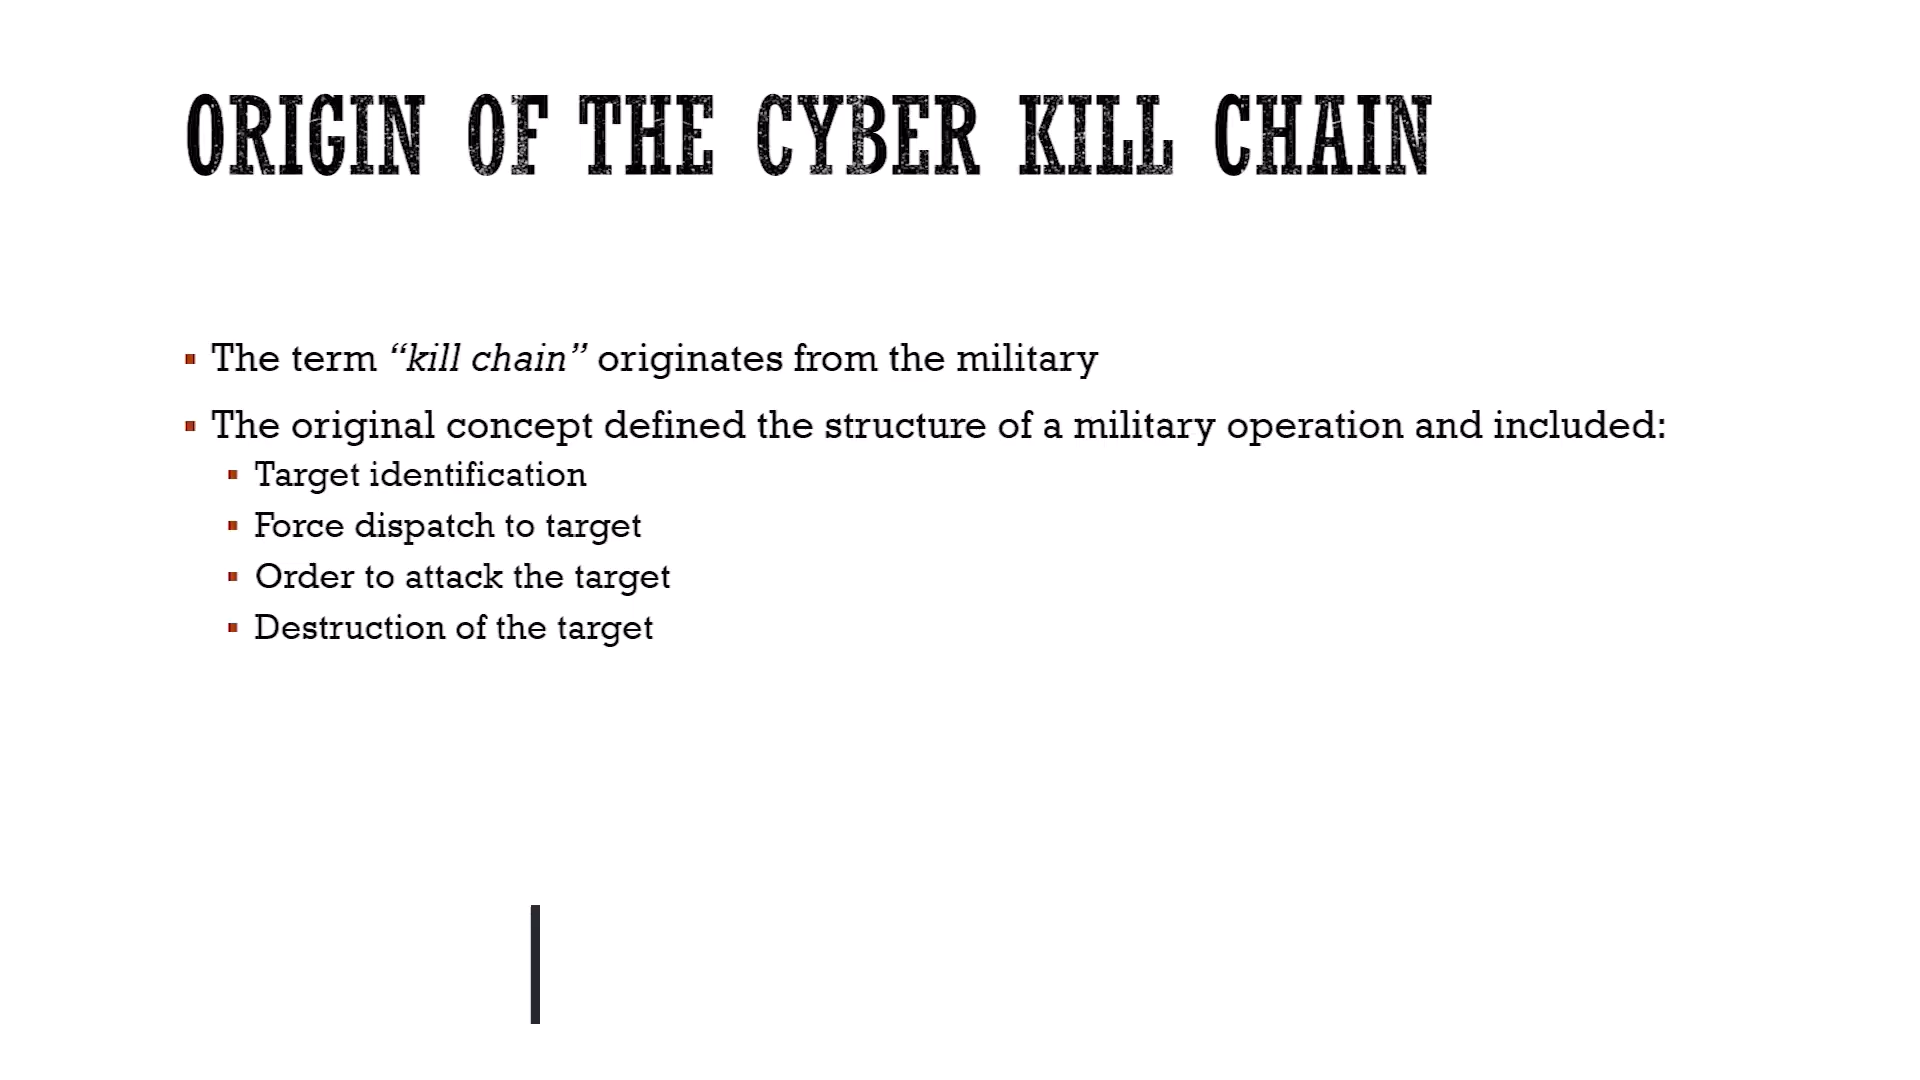 ORIGIN OF THE CYBER KILL CHAIN
▪ The term “kill chain” originates from the military
▪ The original concept defined the structure of a military operation and included:
▪ Target identification
▪ Force dispatch to target
▪ Order to attack the target
▪ Destruction of the target